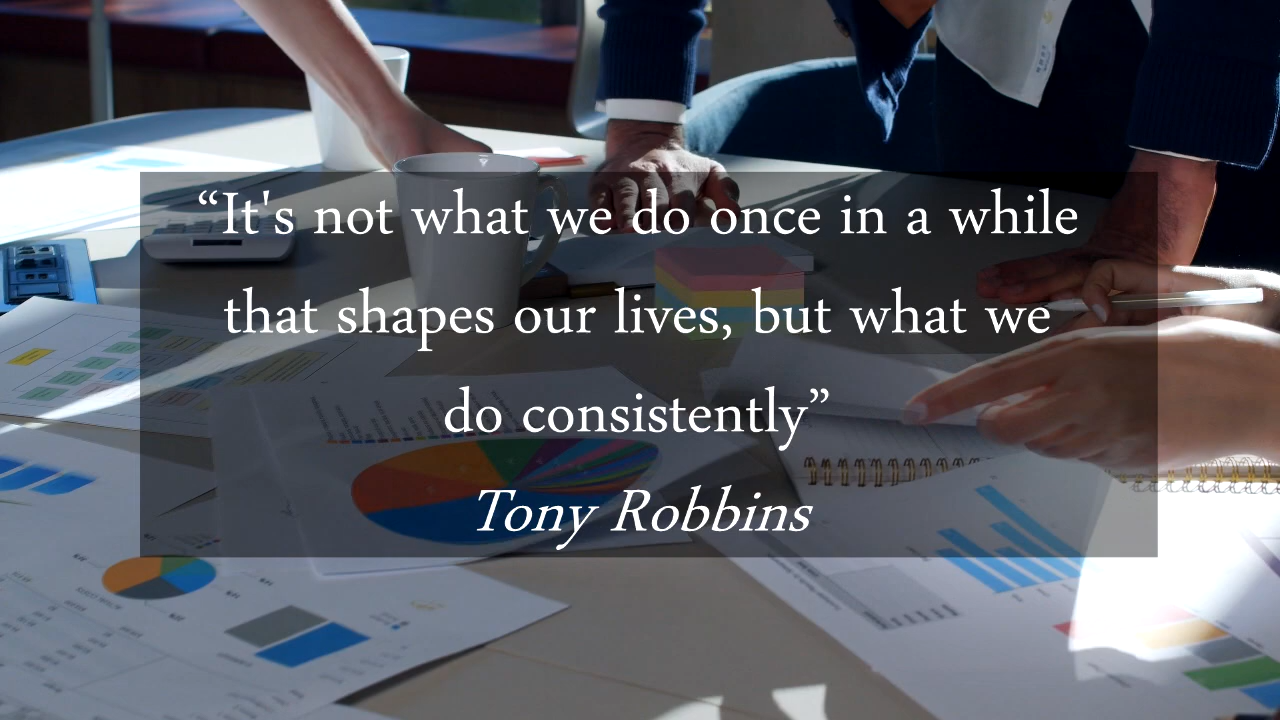 “It's not what we do once in a while
that shapes our lives, but what we
do consistently”
Tony Robbins